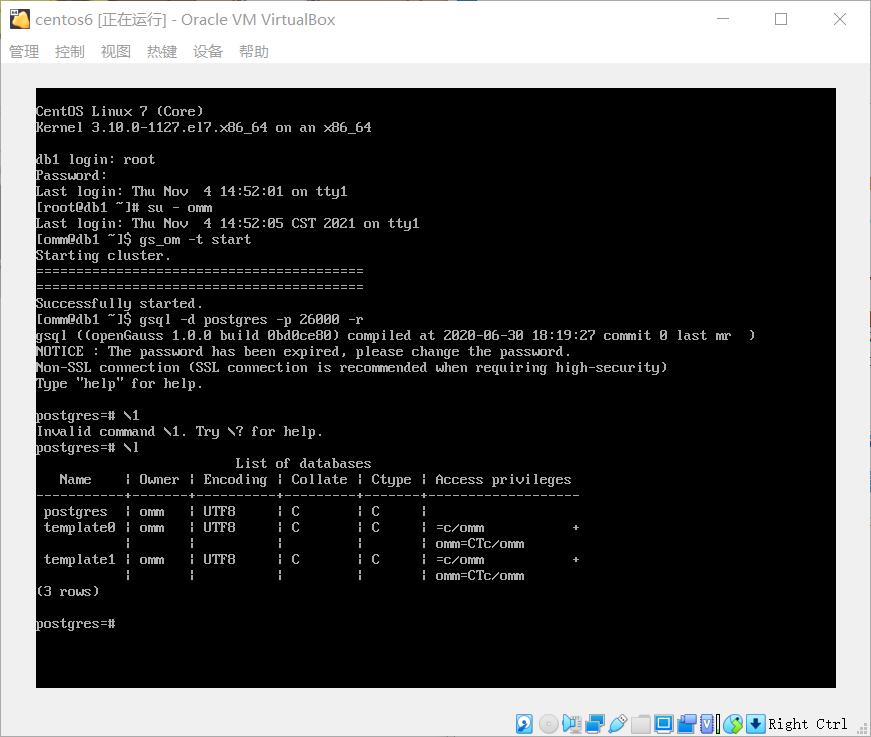 centos6 [正在运行] - Oracle VM VirtualBox
管理 控制 视图 热键 设备 帮助
CentOS Linux 7 (Core)
Kernel 3.10.0-1127.el7.x86_64 on an x86_64
db1 login: root
Password:
Last login: Thu Nov  4 14:52:01 on tty1
[root@db1 ~]# su - omm
Last login: Thu Nov  4 14:52:05 CST 2021 on tty1
[omm@db1 ~]$ gs_om -t start
Starting cluster.
=========================================
=========================================
Successfully started.
[omm@db1 ~]$ gsql -d postgres -p 26000 -r
gsql ((openGauss 1.0.0 build 0bd0ce80) compiled at 2020-06-30 18:19:27 commit 0 last mr  )
NOTICE : The password has been expired, please change the password.
Non-SSL connection (SSL connection is recommended when requiring high-security)
Type "help" for help.
postgres=# \1
Invalid command \1. Try \? for help.
postgres=# \l
                         List of databases
   Name    | Owner | Encoding | Collate | Ctype | Access privileges
-----------+-------+----------+---------+-------+-------------------
 postgres  | omm   | UTF8     | C       | C     |
 template0 | omm   | UTF8     | C       | C     | =c/omm           +
           |       |          |         |       | omm=CTc/omm
 template1 | omm   | UTF8     | C       | C     | =c/omm           +
           |       |          |         |       | omm=CTc/omm
(3 rows)
postgres=#
Right Ctrl